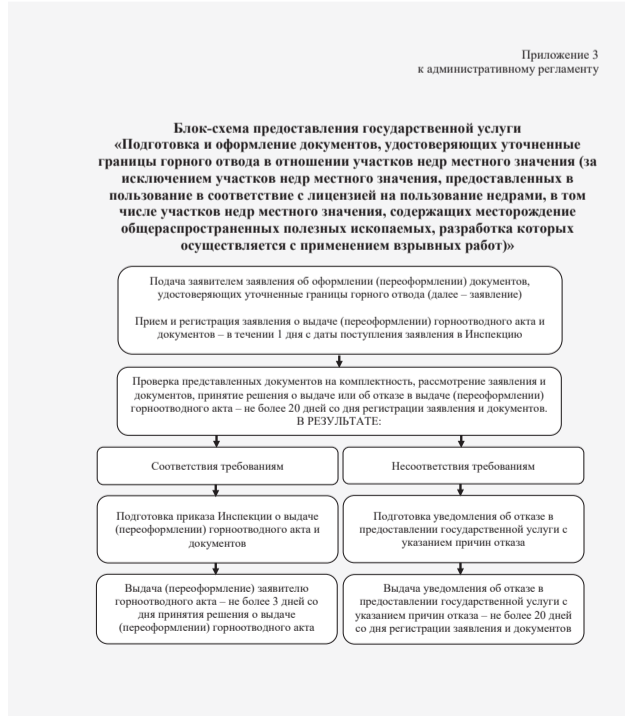 Приложение 3
к административному регламенту
Блок-схема предоставления государственной услуги
«Подготовка и оформление документов, удостоверяющих уточненные
границы горного отвода в отношении участков недр местного значения (за
исключением участков недр местного значения, предоставленных в
пользование в соответствие с лицензией на пользование недрами, в том
числе участков недр местного значения, содержащих месторождение
общераспространенных полезных ископаемых, разработка которых
осуществляется с применением взрывных работ)»
Подача заявителем заявления об оформлении (переоформлении) документов,
удостоверяющих уточненные границы горного отвода (далее – заявление)
Прием и регистрация заявления о выдаче (переоформлении) горноотводного акта и
документов – в течении 1 дня с даты поступления заявления в Инспекцию
Проверка представленных документов на комплектность, рассмотрение заявления и
документов, принятие решения о выдаче или об отказе в выдаче (переоформлении)
горноотводного акта – не более 20 дней со дня регистрации заявления и документов.
В РЕЗУЛЬТАТЕ:
Соответствия требованиям
Несоответствия требованиям
Подготовка приказа Инспекции о выдаче
(переоформлении) горноотводного акта и
документов
Подготовка уведомления об отказе в
предоставлении государственной услуги с
указанием причин отказа
Выдача (переоформление) заявителю
горноотводного акта – не более 3 дней со
дня принятия решения о выдаче
(переоформлении) горноотводного акта
Выдача уведомления об отказе в
предоставлении государственной услуги с
указанием причин отказа – не более 20 дней
со дня регистрации заявления и документов